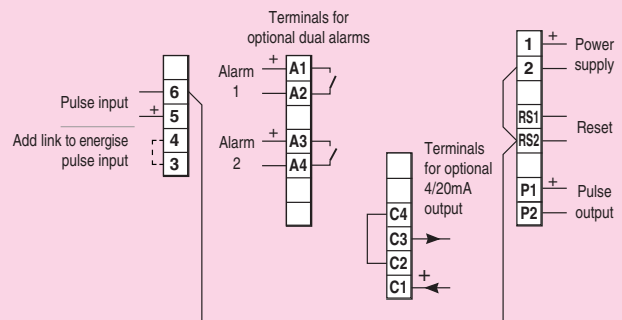 Terminals for
optional dual alarms
6
5
4
3
Pulse input
+
Add link to energise
pulse input
Alarm
1
+
A1
A2
Alarm
2
+
A3
A4
Terminals
for optional
4/20mA
output
C4
C3
C2
C1
+
1
2
+
Power
supply
RS1
RS2
Reset
P1
P2
+
Pulse
output